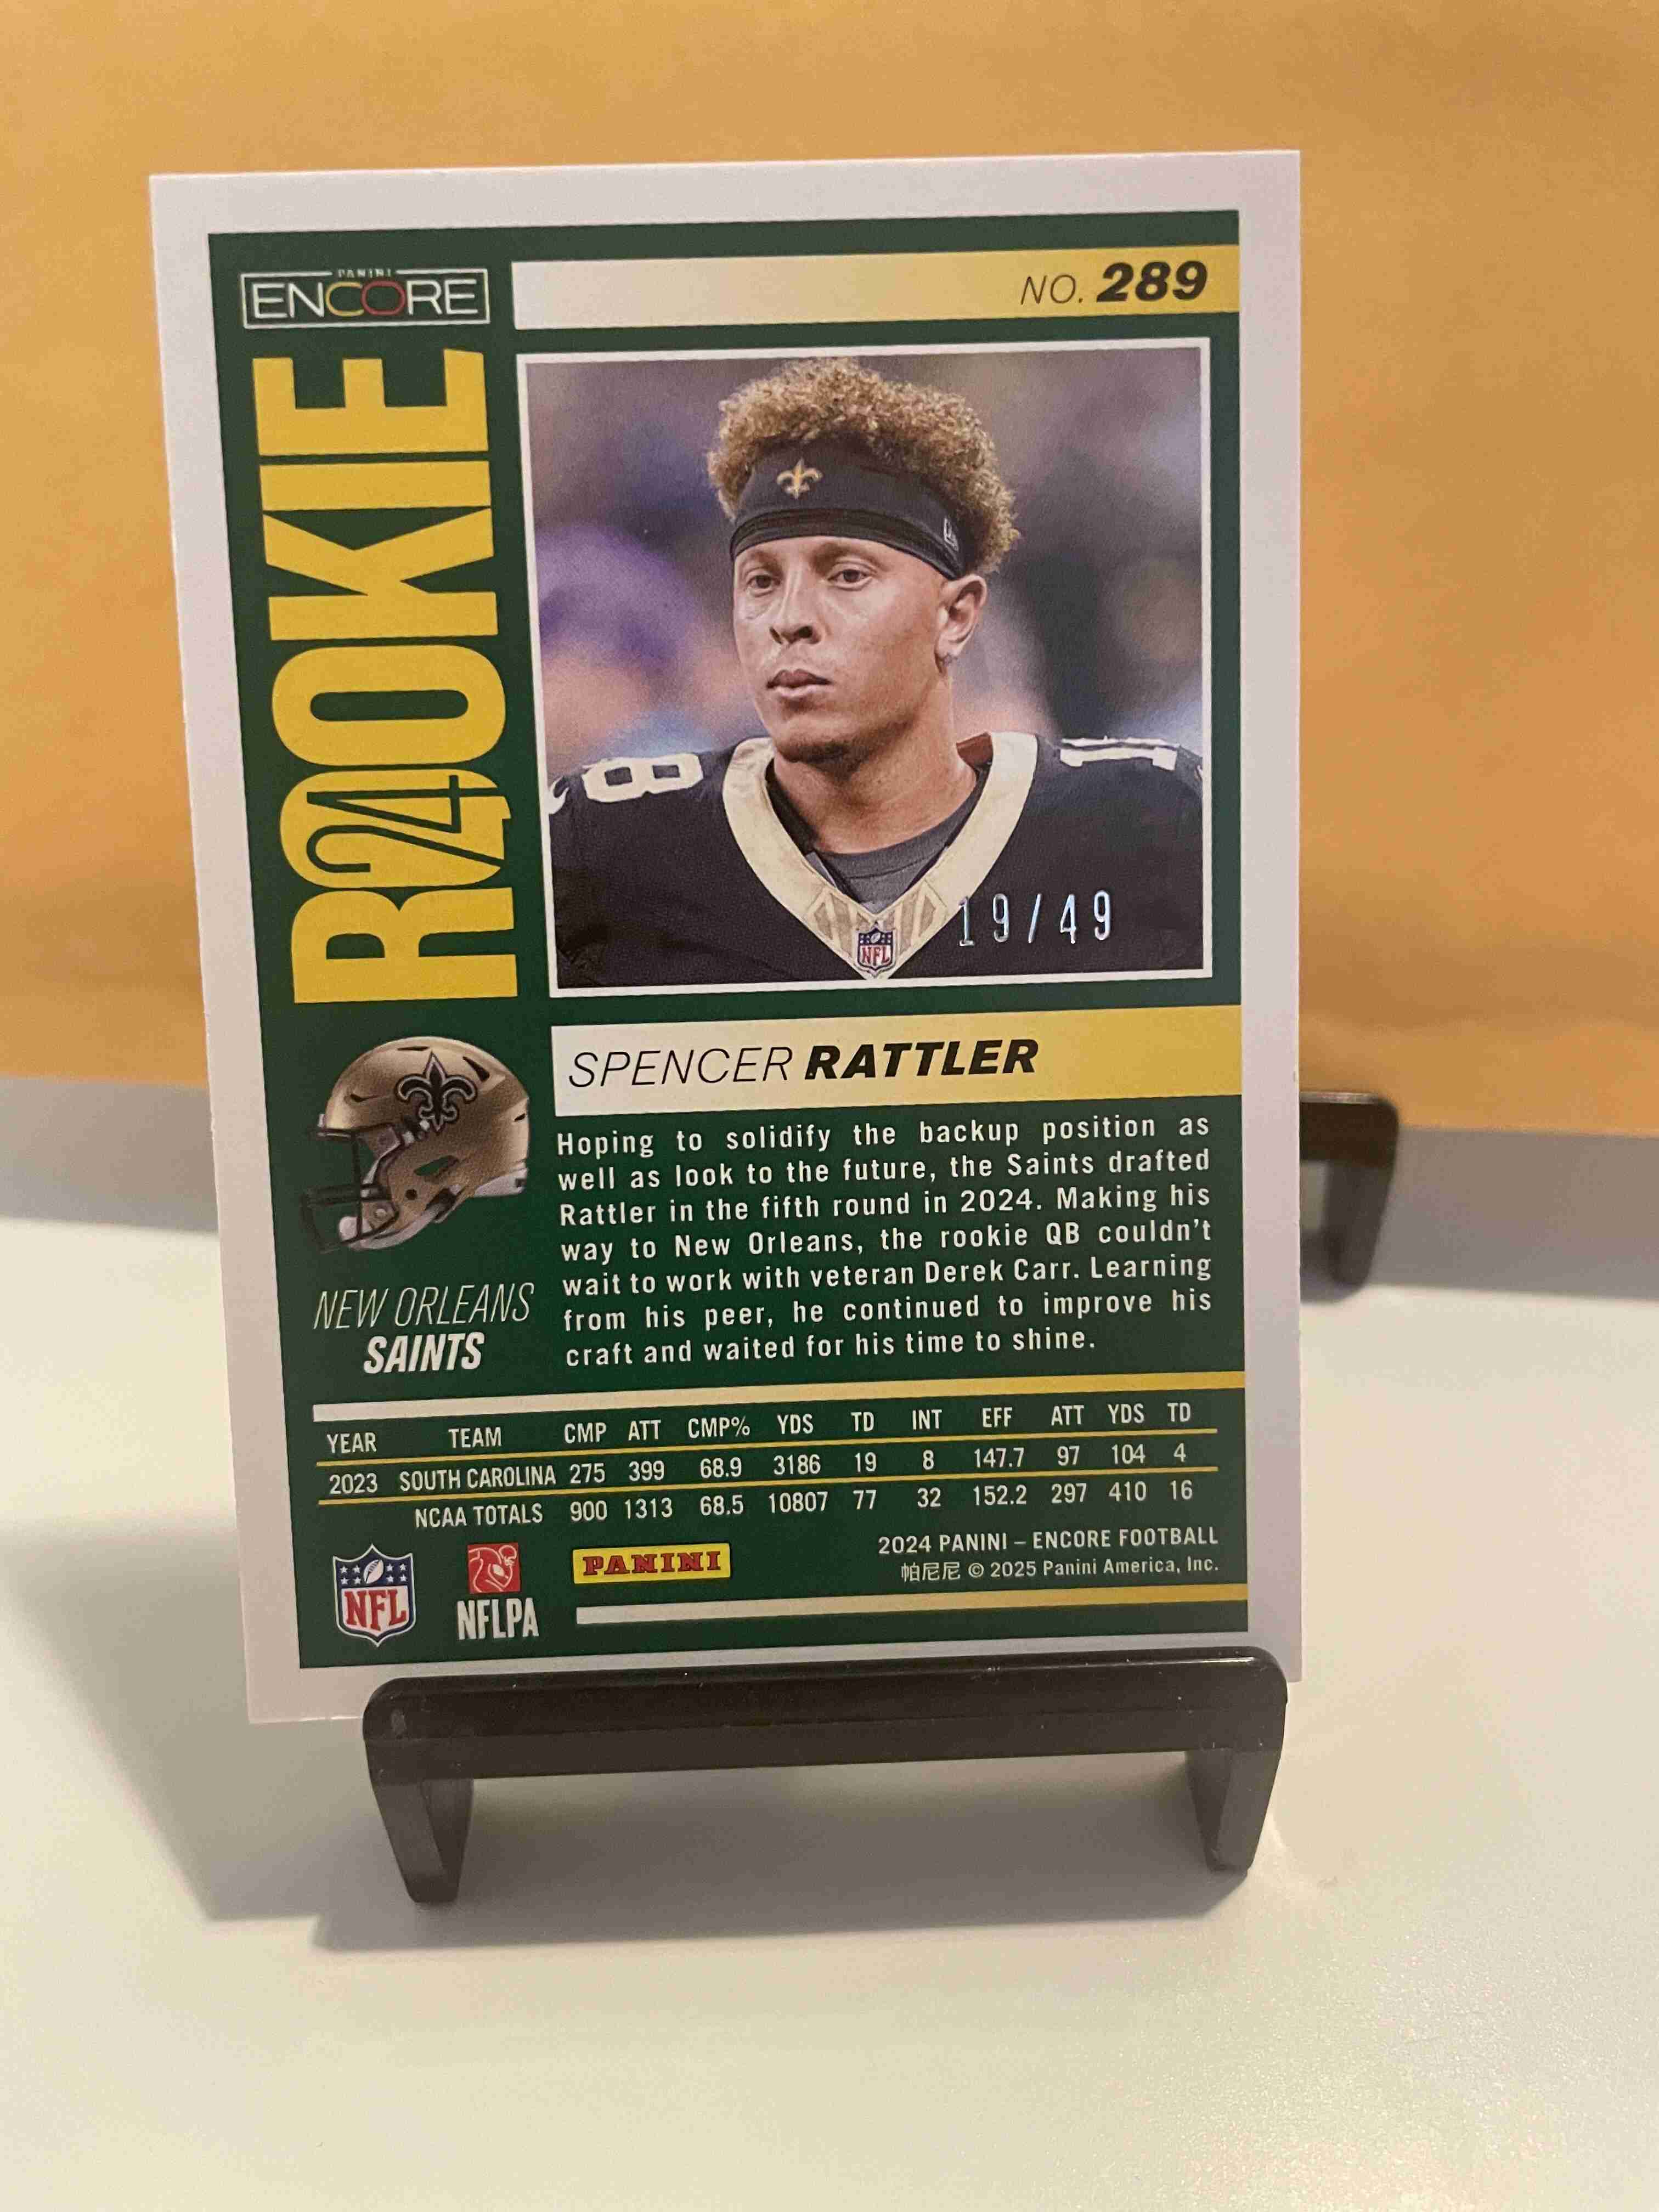 PANINI
ENCORE
NO. 289
ROOKIE
24
8
1
NFL
19/49
SPENCER RATTLER
Hoping to solidify the backup position as
well as look to the future, the Saints drafted
Rattler in the fifth round in 2024. Making his
way to New Orleans, the rookie QB couldn't
wait to work with veteran Derek Carr. Learning
from his peer, he continued to improve his
craft and waited for his time to shine.
NEW ORLEANS
SAINTS
YEAR TEAM CMP ATT CMP% YDS TD INT EFF ATT YDS TD
2023 SOUTH CAROLINA 275 399 68.9 3186 19 8 147.7 97 104 4
NCAA TOTALS 900 1313 68.5 10807 77 32 152.2 297 410 16
2024 PANINI – ENCORE FOOTBALL
帕尼尼 © 2025 Panini America, Inc.
NFL
NFLPA
PANINI